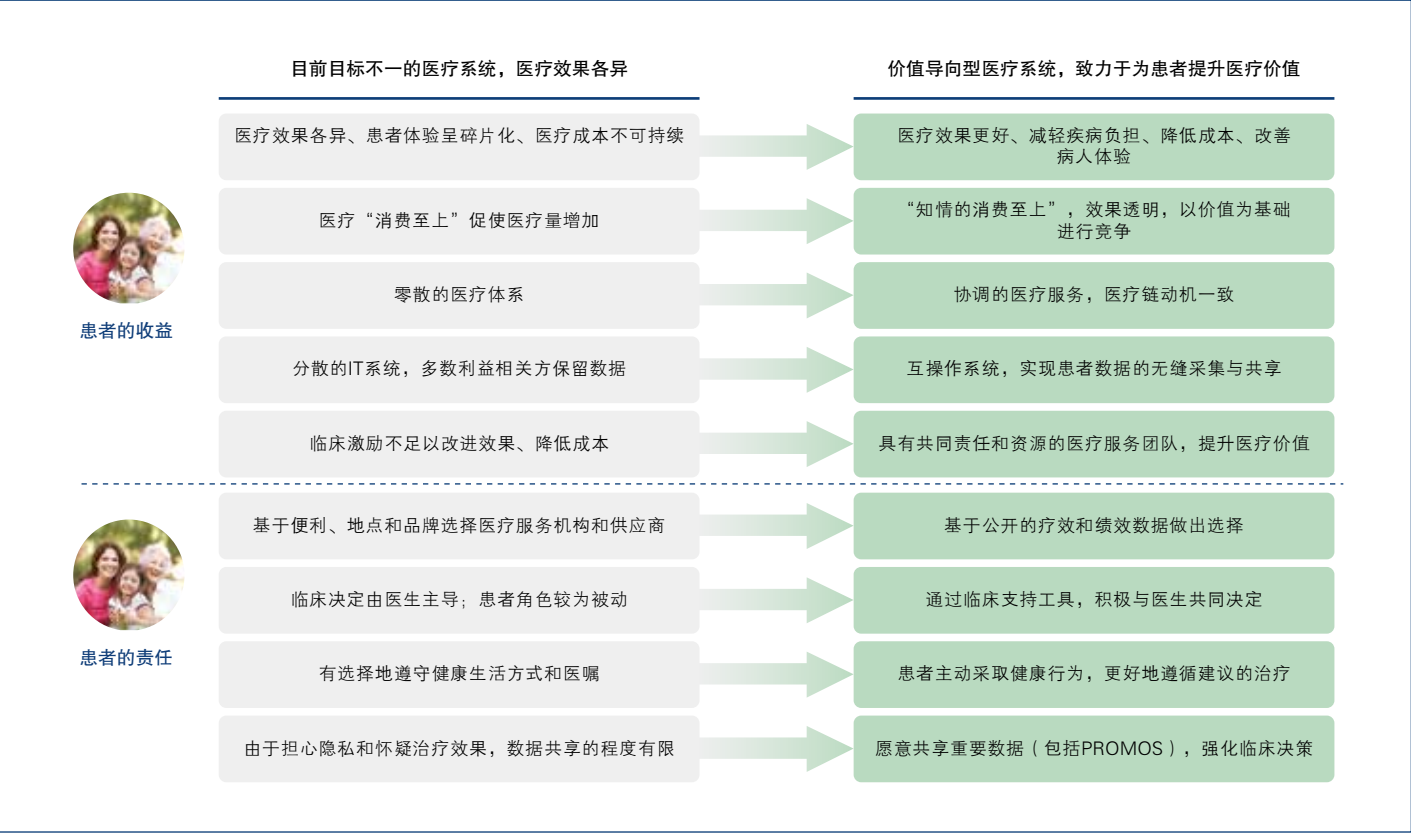 目前目标不一的医疗系统，医疗效果各异
价值导向型医疗系统，致力于为患者提升医疗价值
医疗效果各异、患者体验呈碎片化、医疗成本不可持续
医疗效果更好、减轻疾病负担、降低成本、改善
病人体验
医疗“消费至上”促使医疗量增加
“知情的消费至上”，效果透明，以价值为基础
进行竞争
零散的医疗体系
协调的医疗服务，医疗链动机一致
患者的收益
分散的IT系统，多数利益相关方保留数据
互操作系统，实现患者数据的无缝采集与共享
临床激励不足以改进效果、降低成本
具有共同责任和资源的医疗服务团队，提升医疗价值
基于便利、地点和品牌选择医疗服务机构和供应商
基于公开的疗效和绩效数据做出选择
临床决定由医生主导；患者角色较为被动
通过临床支持工具，积极与医生共同决定
患者的责任
有选择地遵守健康生活方式和医嘱
患者主动采取健康行为，更好地遵循建议的治疗
由于担心隐私和怀疑治疗效果，数据共享的程度有限
愿意共享重要数据（包括PROMOS），强化临床决策